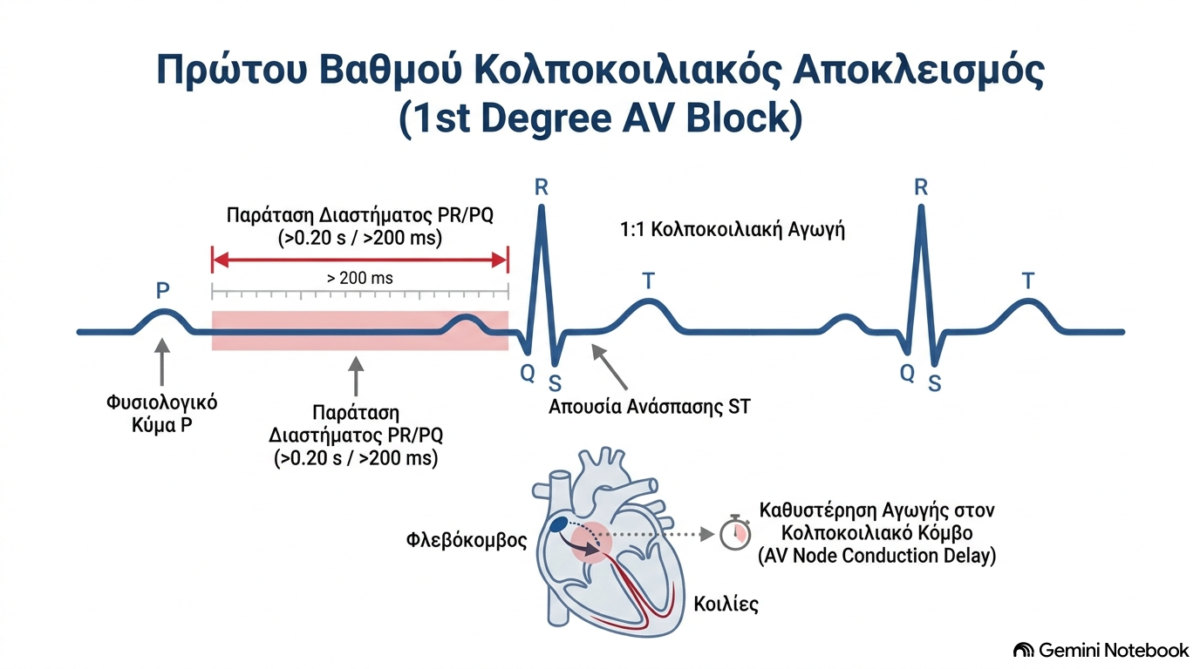 Πρώτου Βαθμού Κολποκοιλιακός Αποκλεισμός
(1st Degree AV Block)
Παράταση Διαστήματος PR/PQ
(>0.20 s / >200 ms)
> 200 ms
1:1 Κολποκοιλιακή Αγωγή
P
R
T
R
T
Q
S
Q
S
Φυσιολογικό
Κύμα P
Παράταση
Διαστήματος PR/PQ
(>0.20 s / >200 ms)
Απουσία Ανάσπασης ST
Φλεβόκομβος
Καθυστέρηση Αγωγής στον
Κολποκοιλιακό Κόμβο
(AV Node Conduction Delay)
Κοιλίες
Gemini Notebook